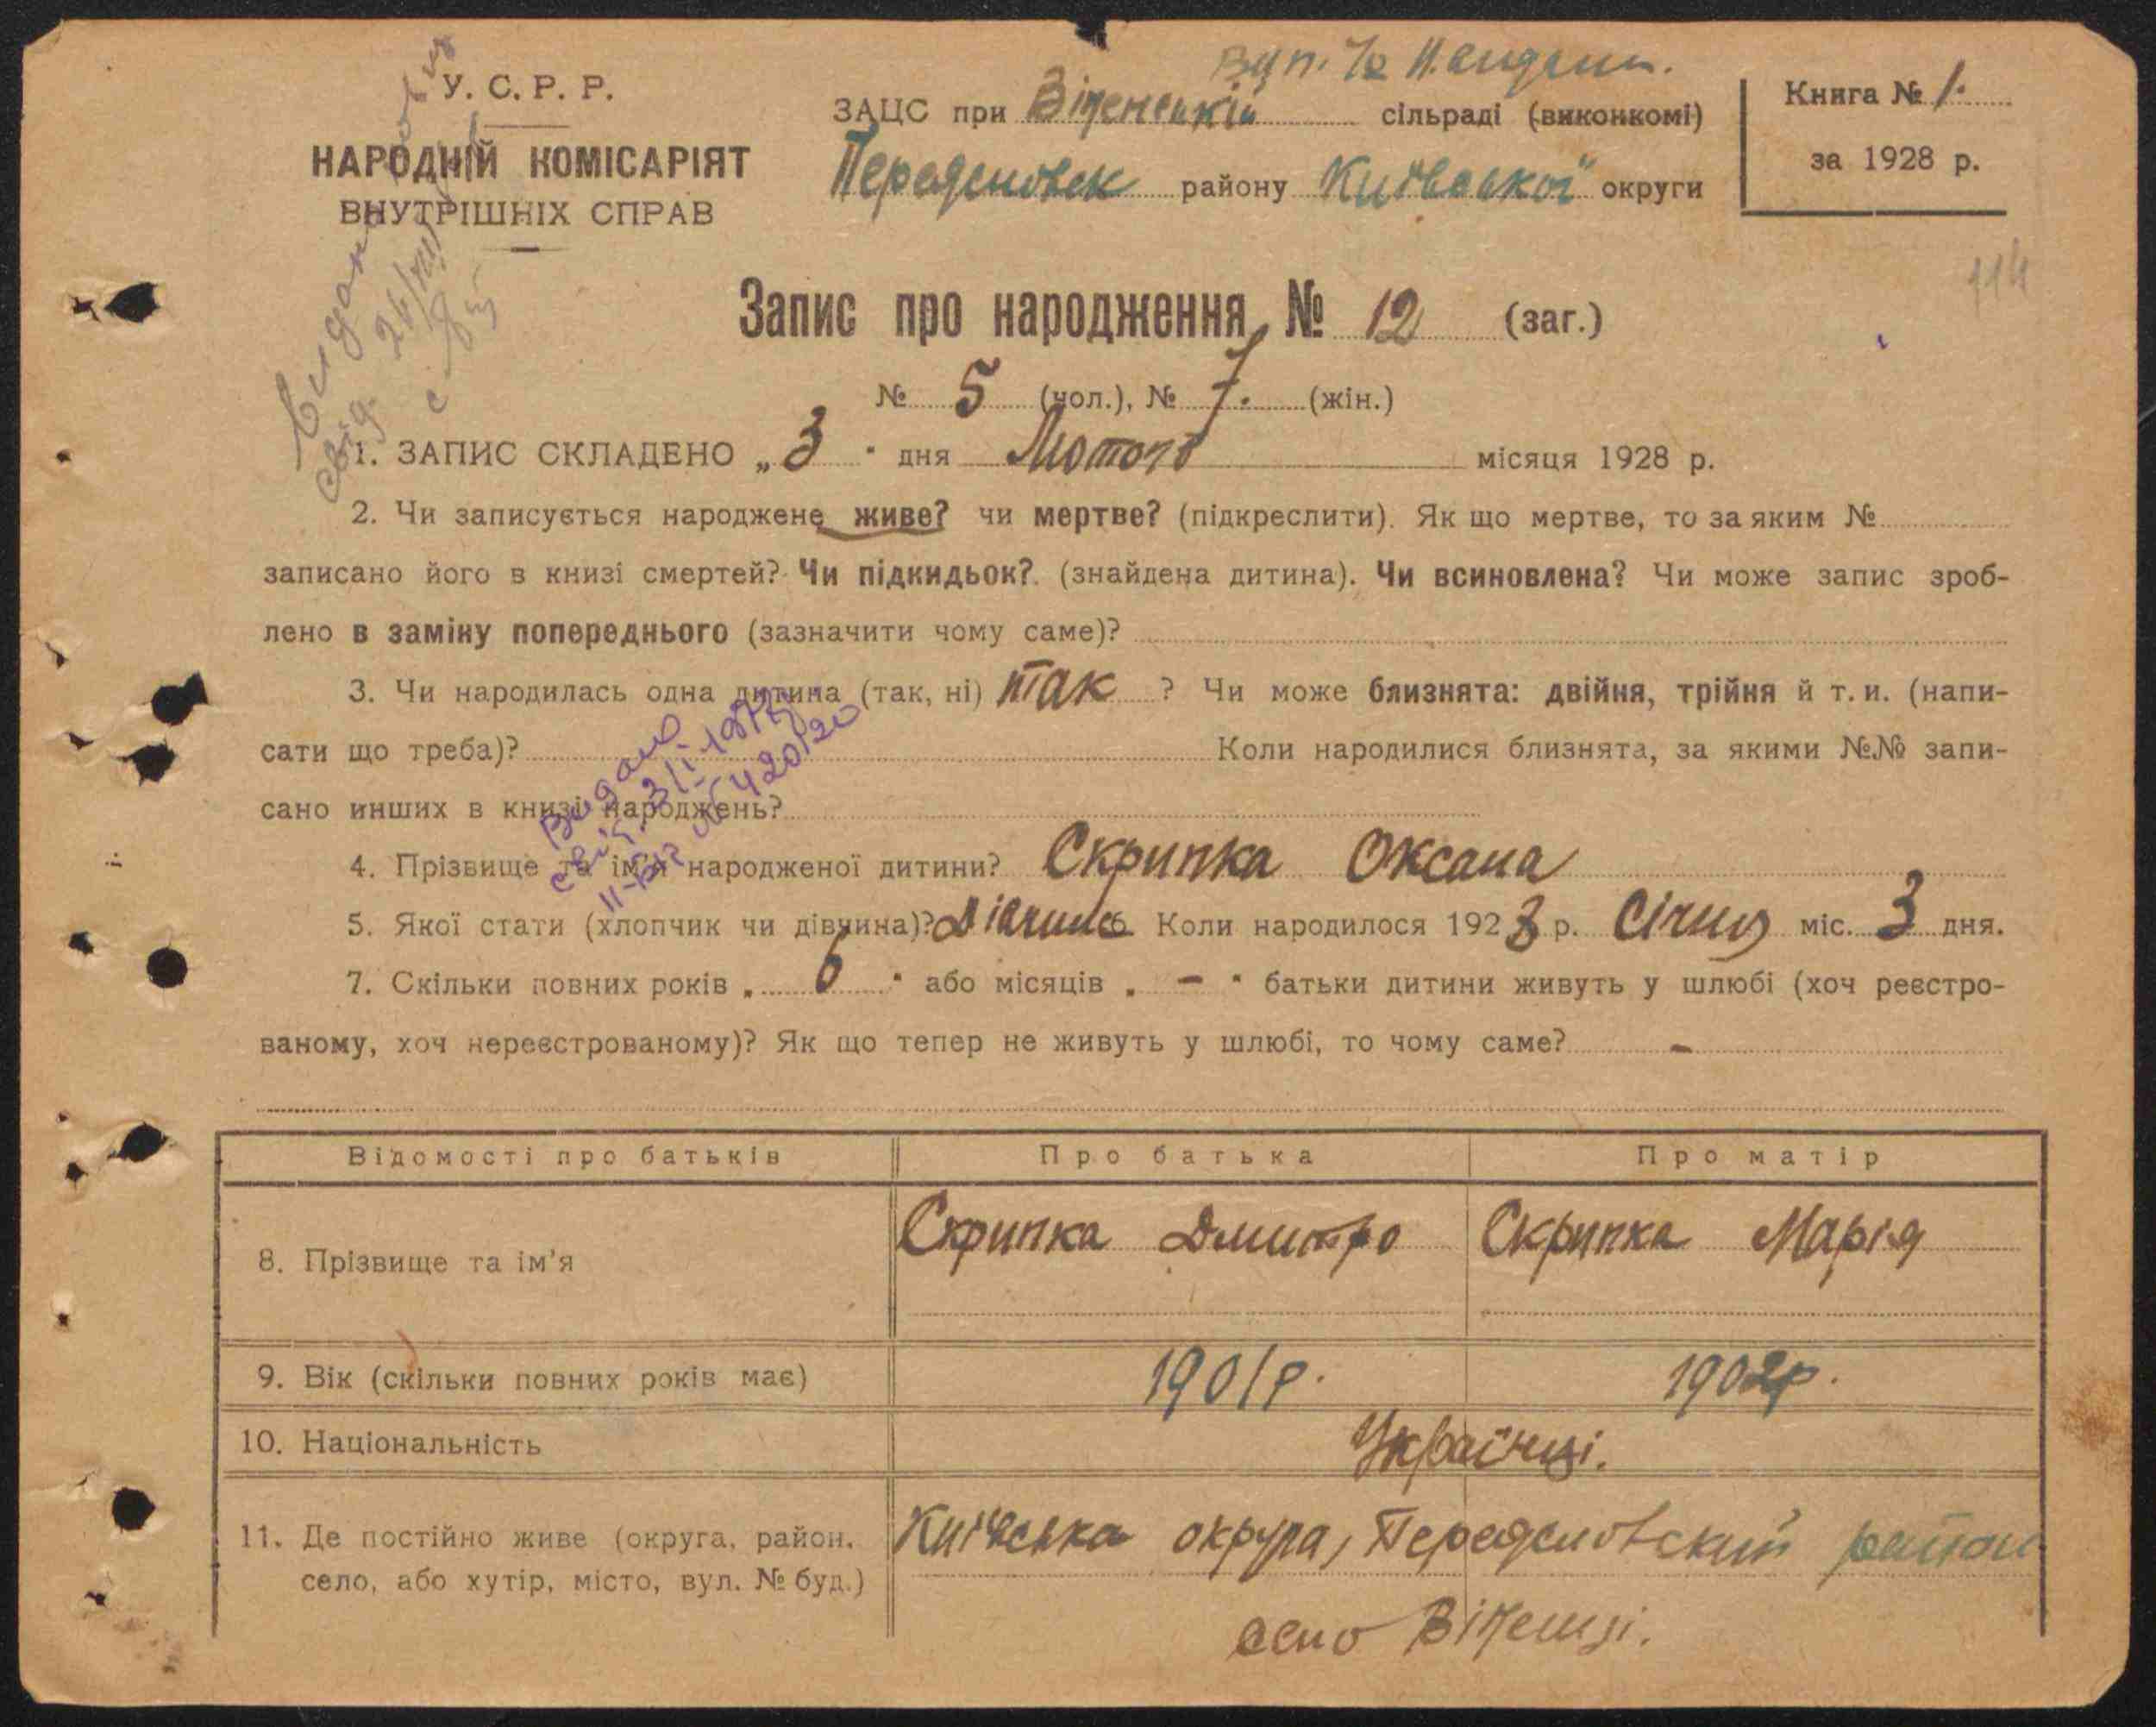 У. С. Р. Р.
НАРОДНІЙ КОМІСАРІЯТ
ВНУТРІШНІХ СПРАВ
ЗАЦС при сільраді (виконкомі)
району Київської округи
Книга № 1.
за 1928 р.
114
Запис про народження № 12 (заг.)
№ 5 (чол.), № 7. (жін.)
1. ЗАПИС СКЛАДЕНО „3" дня Лютого місяця 1928 р.
2. Чи записується народжене живе? чи мертве? (підкреслити). Як що мертве, то за яким №
записано його в книзі смертей? Чи підкидьок? (знайдена дитина). Чи всиновлена? Чи може запис зроб-
лено в заміну попереднього (зазначити чому саме)?
3. Чи народилась одна дитина (так, ні) так ? Чи може близнята: двійня, трійня й т. и. (напи-
сати що треба)? Коли народилися близнята, за якими №№ запи-
сано инших в книзі народжень?
Видано
4. Прізвище та ім'я народженої дитини? Скрипка Оксана
5. Якої стати (хлопчик чи дівчина)? Дівчина 6. Коли народилося 1928 р. Січня міс. 3 дня.
7. Скільки повних років „ 6 " або місяців „ - " батьки дитини живуть у шлюбі (хоч реєстро-
ваному, хоч нереєстрованому)? Як що тепер не живуть у шлюбі, то чому саме? -
Відомості про батьків Про батька Про матір
8. Прізвище та ім'я Скрипка Дмитро Скрипка Марія
9. Вік (скільки повних років має) 1901 р. 1902 р.
10. Національність Українці.
11. Де постійно живе (округа, район, село, або хутір, місто, вул. № буд.)
Київська округа, район
село